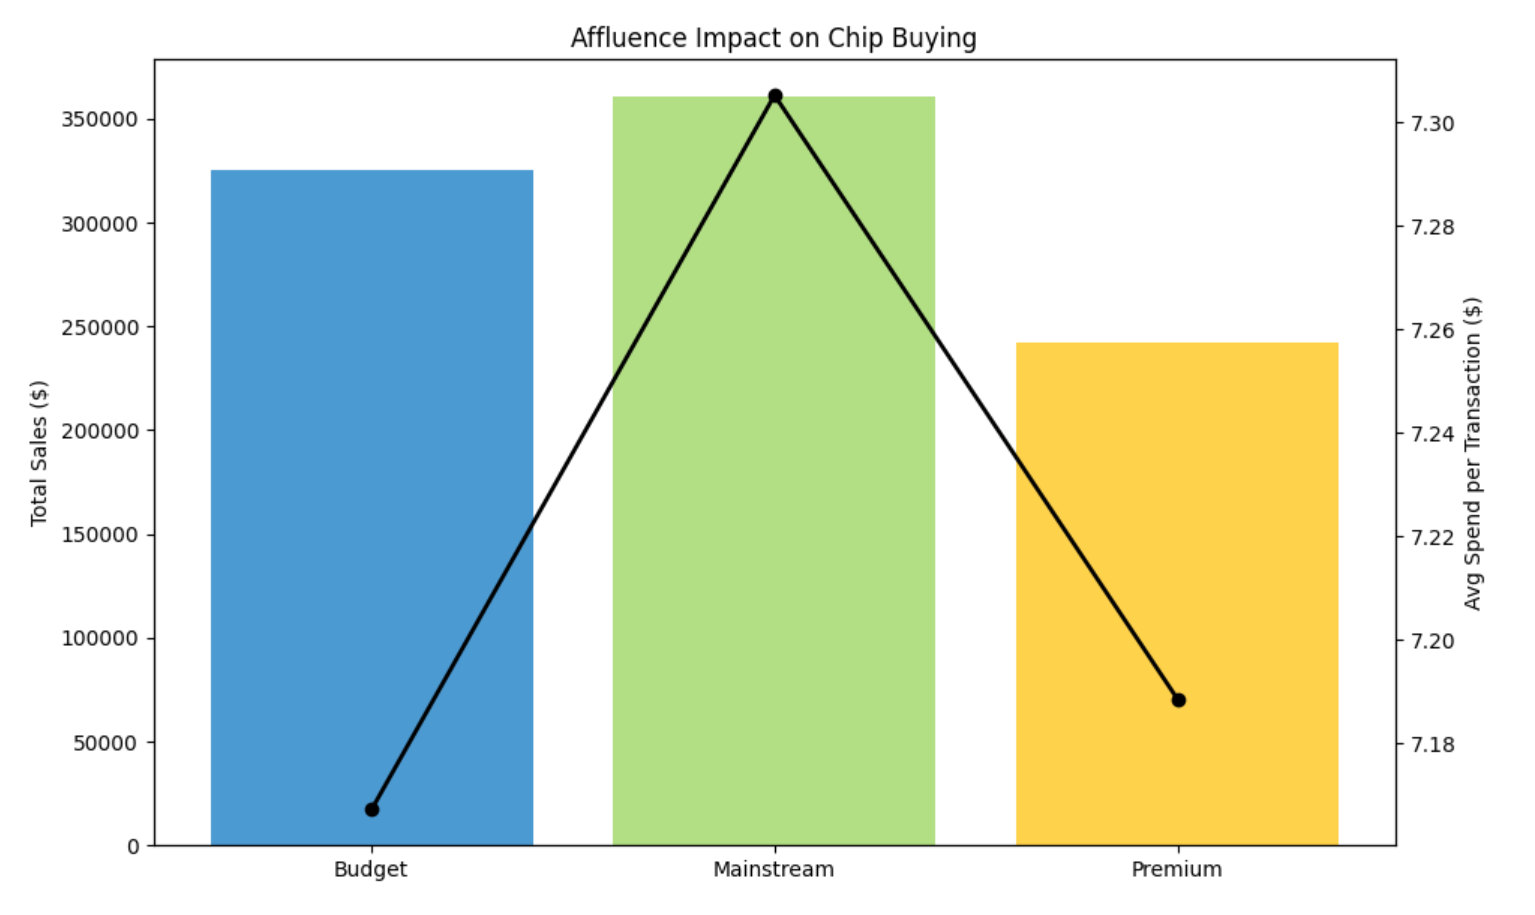 Affluence Impact on Chip Buying
Total Sales ($)
350000
300000
250000
200000
150000
100000
50000
0
Budget
Mainstream
Premium
7.30
7.28
7.26
7.24
7.22
7.20
7.18
Avg Spend per Transaction ($)